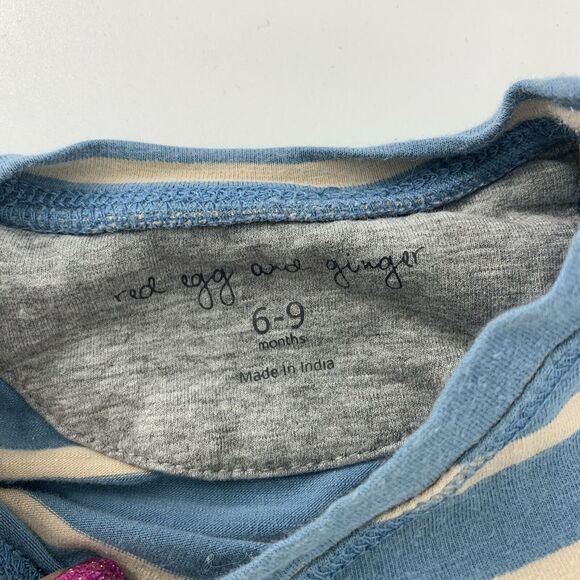 red egg and ginger
6-9
months
Made In India